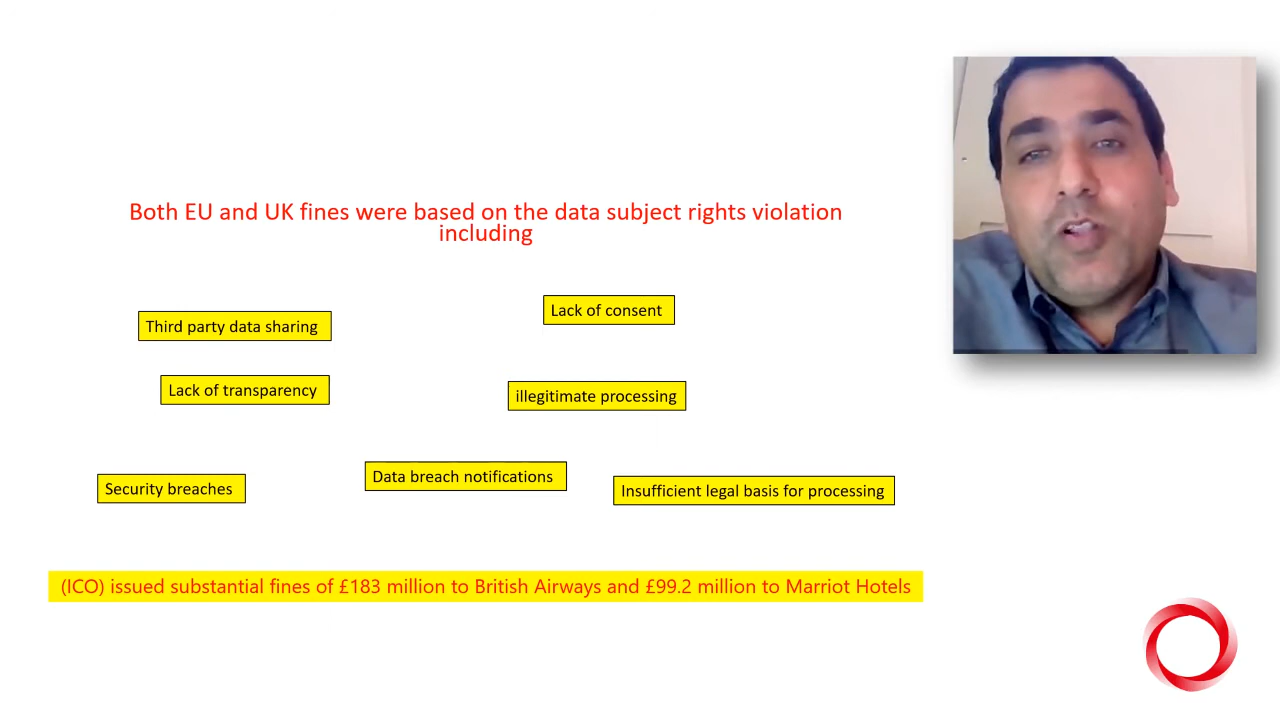 Both EU and UK fines were based on the data subject rights violation
including
Lack of consent
Third party data sharing
Lack of transparency
illegitimate processing
Data breach notifications
Security breaches
Insufficient legal basis for processing
(ICO) issued substantial fines of £183 million to British Airways and £99.2 million to Marriot Hotels